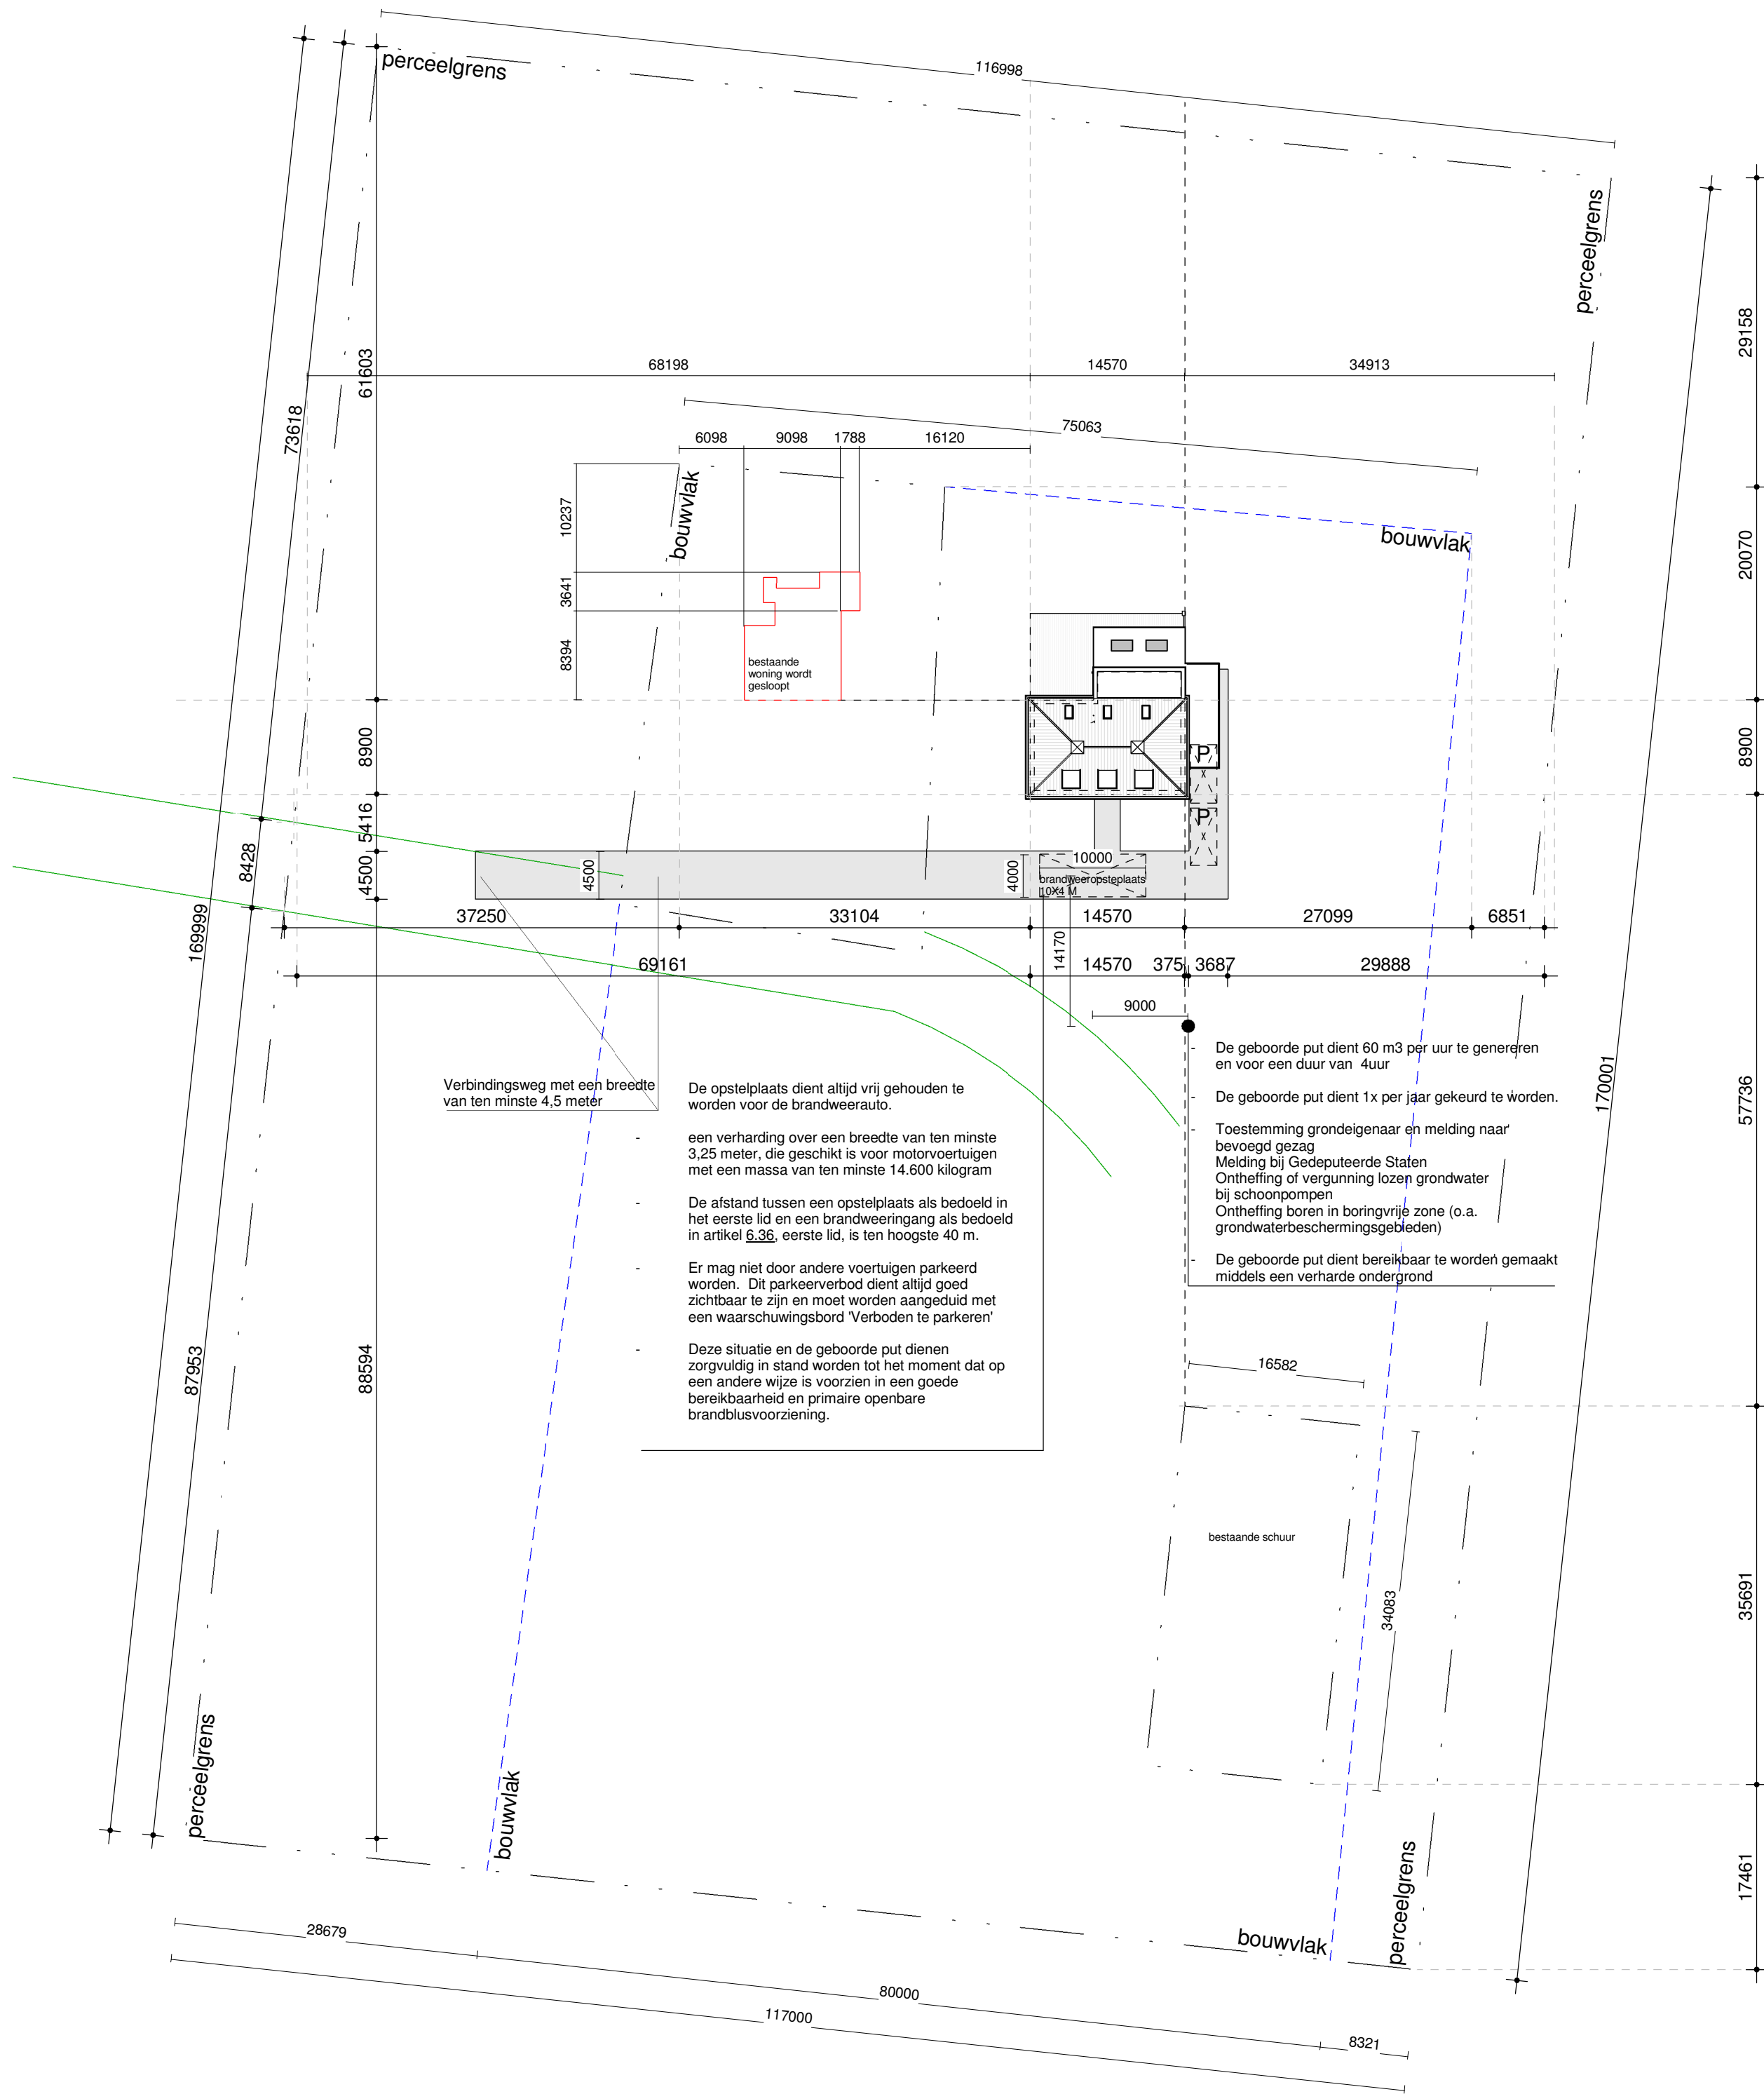 116998
perceelgrens
perceelgrens
29158
61603
73618
68198
14570
34913
75063
6098
9098
1788
16120
bouwvlak
10237
20070
bouwvlak
3641
8394
bestaande
woning wordt
gesloopt
8900
8900
P
P
5416
8428
4500
4500
4000
10000
brandweeropsteplaats
10X4 M
169999
37250
33104
14570
27099
6851
14170
69161
14570
375
3687
29888
9000
- De geboorde put dient 60 m3 per uur te genereren
en voor een duur van 4uur
- De geboorde put dient 1x per jaar gekeurd te worden.
- Toestemming grondeigenaar en melding naar
bevoegd gezag
Melding bij Gedeputeerde Staten
Ontheffing of vergunning lozen grondwater
bij schoonpompen
Ontheffing boren in boringvrije zone (o.a.
grondwaterbeschermingsgebieden)
- De geboorde put dient bereikbaar te worden gemaakt
middels een verharde ondergrond
Verbindingsweg met een breedte
van ten minste 4,5 meter
De opstelplaats dient altijd vrij gehouden te
worden voor de brandweerauto.
- een verharding over een breedte van ten minste
3,25 meter, die geschikt is voor motorvoertuigen
met een massa van ten minste 14.600 kilogram
- De afstand tussen een opstelplaats als bedoeld in
het eerste lid en een brandweeringang als bedoeld
in artikel 6.36, eerste lid, is ten hoogste 40 m.
- Er mag niet door andere voertuigen parkeerd
worden. Dit parkeerverbod dient altijd goed
zichtbaar te zijn en moet worden aangeduid met
een waarschuwingsbord 'Verboden te parkeren'
- Deze situatie en de geboorde put dienen
zorgvuldig in stand worden tot het moment dat op
een andere wijze is voorzien in een goede
bereikbaarheid en primaire openbare
brandblusvoorziening.
170001
57736
87953
88594
16582
bestaande schuur
34083
35691
perceelgrens
bouwvlak
perceelgrens
bouwvlak
17461
28679
80000
117000
8321